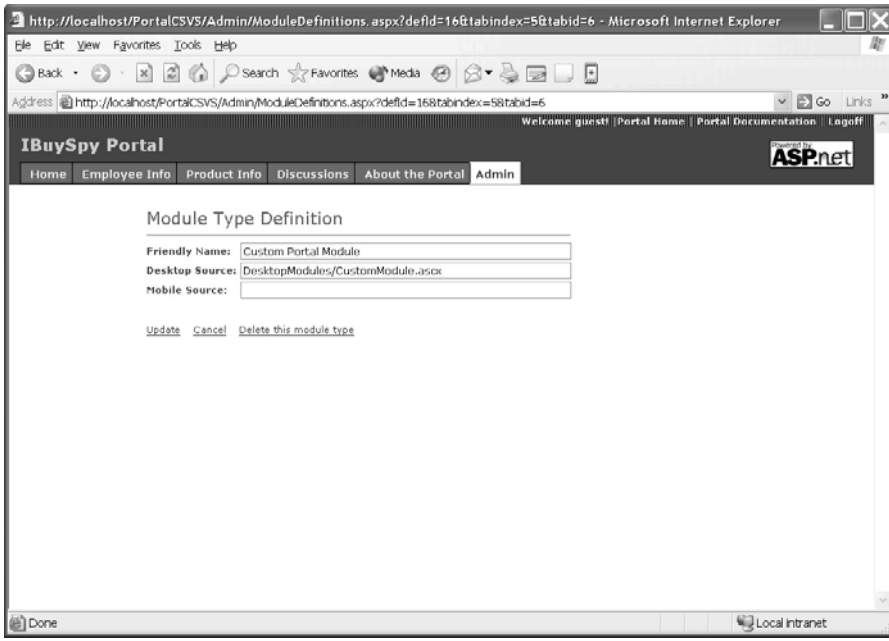 http://localhost/PortalCSVS/Admin/ModuleDefinitions.aspx?defId=16&tabindex=5&tabid=6 - Microsoft Internet Explorer
File Edit View Favorites Tools Help
Back Search Favorites Media
Address http://localhost/PortalCSVS/Admin/ModuleDefinitions.aspx?defId=16&tabindex=5&tabid=6 Go Links »
Welcome guest! | Portal Home | Portal Documentation | Logoff
IBuySpy Portal
Powered by
ASP.net
Home Employee Info Product Info Discussions About the Portal Admin
Module Type Definition
Friendly Name: Custom Portal Module
Desktop Source: DesktopModules/CustomModule.ascx
Mobile Source:
Update Cancel Delete this module type
Done Local intranet